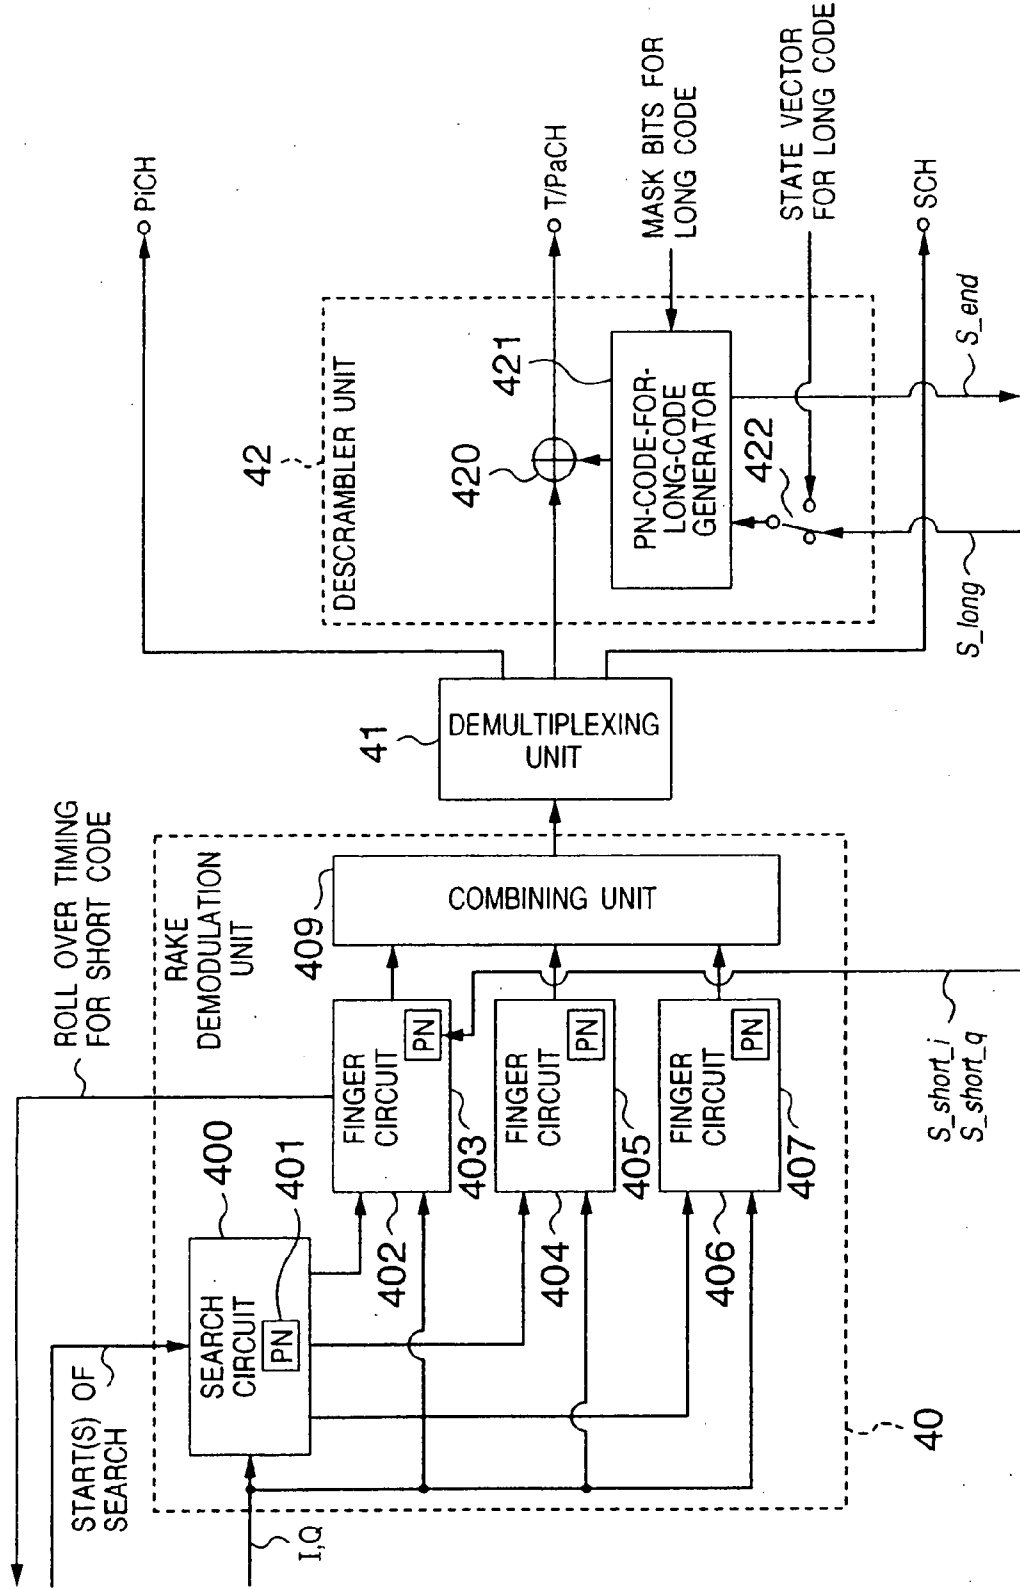 ROLL OVER TIMING
FOR SHORT CODE
START(S) OF
SEARCH
I,Q
RAKE
DEMODULATION
UNIT
400
SEARCH
CIRCUIT
PN
401
FINGER
CIRCUIT
PN
402
403
FINGER
CIRCUIT
PN
404
405
FINGER
CIRCUIT
PN
406
407
409
COMBINING UNIT
40
S_short_i
S_short_q
41
DEMULTIPLEXING
UNIT
PiCH
42
DESCRAMBLER UNIT
420
T/PaCH
421
PN-CODE-FOR-
LONG-CODE
GENERATOR
MASK BITS FOR
LONG CODE
422
STATE VECTOR
FOR LONG CODE
SCH
S_long
S_end